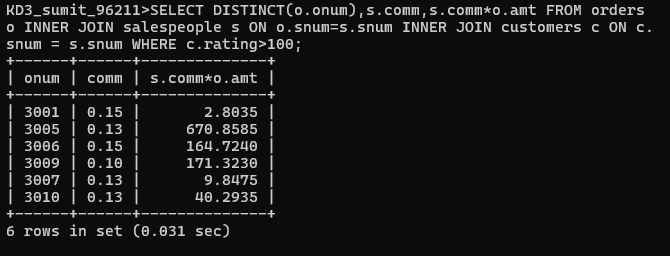 KD3_sumit_96211>SELECT DISTINCT(o.onum),s.comm,s.comm*o.amt FROM orders
o INNER JOIN salespeople s ON o.snum=s.snum INNER JOIN customers c ON c.
snum = s.snum WHERE c.rating>100;
+------+------+--------------+
| onum | comm | s.comm*o.amt |
+------+------+--------------+
| 3001 | 0.15 |       2.8035 |
| 3005 | 0.13 |     670.8585 |
| 3006 | 0.15 |     164.7240 |
| 3009 | 0.10 |     171.3230 |
| 3007 | 0.13 |       9.8475 |
| 3010 | 0.13 |      40.2935 |
+------+------+--------------+
6 rows in set (0.031 sec)